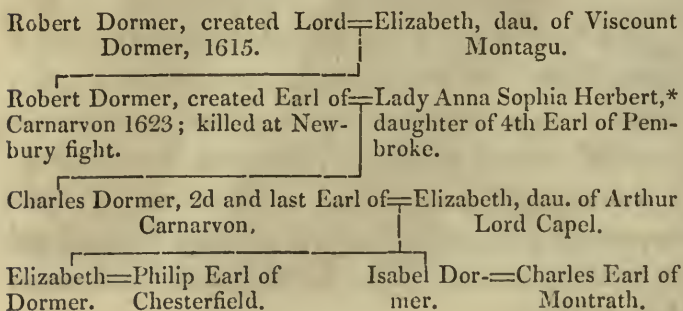 Robert Dormer, created Lord=Elizabeth, dau. of Viscount
Dormer, 1615. Montagu.
Robert Dormer, created Earl of=Lady Anna Sophia Herbert,*
Carnarvon 1623; killed at New- daughter of 4th Earl of Pem-
bury fight. broke.
Charles Dormer, 2d and last Earl of=Elizabeth, dau. of Arthur
Carnarvon. Lord Capel.
Elizabeth=Philip Earl of Isabel Dor-=Charles Earl of
Dormer. Chesterfield. mer. Montrath.